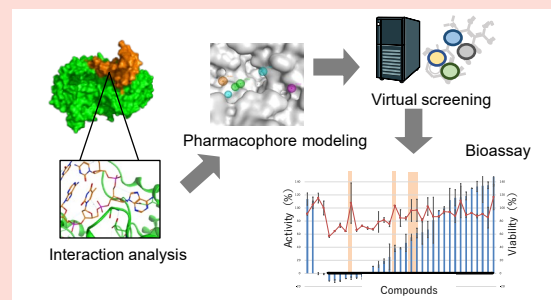 Virtual screening
Pharmacophore modeling
Bioassay
Interaction analysis
Activity (%)
Viability (%)
Compounds